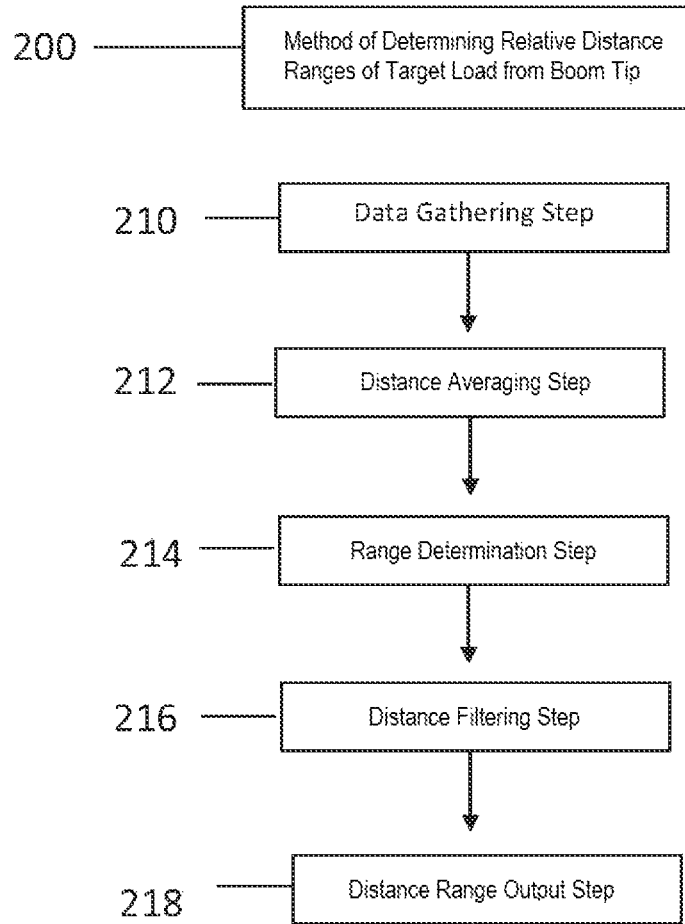 200
Method of Determining Relative Distance
Ranges of Target Load from Boom Tip
210
Data Gathering Step
212
Distance Averaging Step
214
Range Determination Step
216
Distance Filtering Step
218
Distance Range Output Step